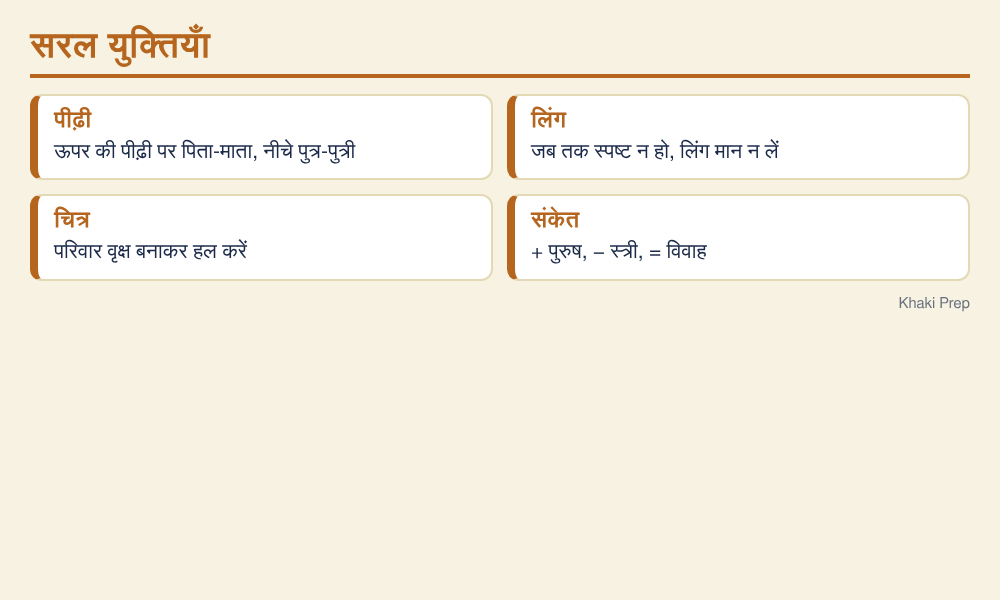 सरल युक्तियाँ
पीढ़ी
ऊपर की पीढ़ी पर पिता-माता, नीचे पुत्र-पुत्री
लिंग
जब तक स्पष्ट न हो, लिंग मान न लें
चित्र
परिवार वृक्ष बनाकर हल करें
संकेत
+ पुरुष, – स्त्री, = विवाह
Khaki Prep